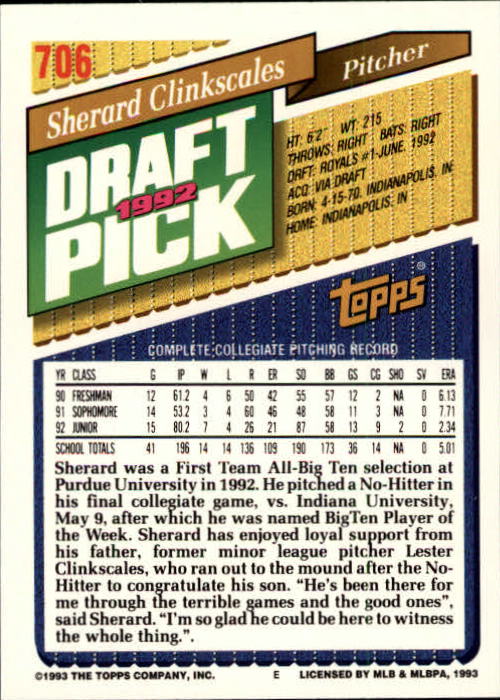 706
Sherard Clinkscales
Pitcher
DRAFT
1992
PICK
HT: 6'2" WT: 215
THROWS: RIGHT BATS: RIGHT
DRFT: ROYALS #1-JUNE, 1992
ACQ: VIA DRAFT
BORN: 4-15-70, INDIANAPOLIS, IN
HOME: INDIANAPOLIS, IN
TOPPS®
COMPLETE COLLEGIATE PITCHING RECORD
YR CLASS G IP W L R ER SO BB GS CG SHO SV ERA
90 FRESHMAN 12 61.2 4 6 50 42 55 57 12 2 NA 0 6.13
91 SOPHOMORE 14 53.2 3 4 60 46 48 58 11 3 NA 0 7.71
92 JUNIOR 15 80.2 7 4 26 21 87 58 13 9 2 0 2.34
SCHOOL TOTALS 41 196 14 14 136 109 190 173 36 14 NA 0 5.01
Sherard was a First Team All-Big Ten selection at
Purdue University in 1992. He pitched a No-Hitter in
his final collegiate game, vs. Indiana University,
May 9, after which he was named BigTen Player of
the Week. Sherard has enjoyed loyal support from
his father, former minor league pitcher Lester
Clinkscales, who ran out to the mound after the No-
Hitter to congratulate his son. "He's been there for
me through the terrible games and the good ones",
said Sherard. "I'm so glad he could be here to witness
the whole thing.".
©1993 THE TOPPS COMPANY, INC. E LICENSED BY MLB & MLBPA, 1993